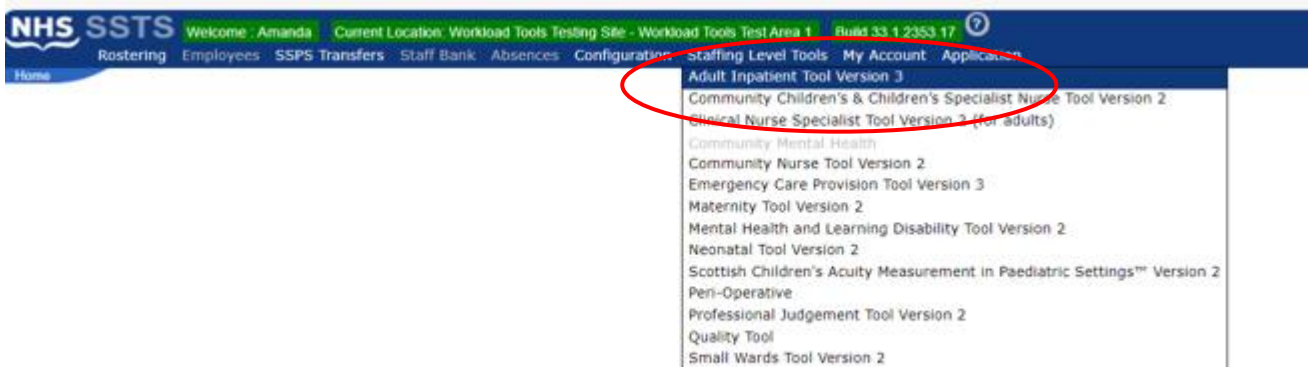 NHS SSTS Welcome : Amanda Current Location: Workload Tools Testing Site - Workload Tools Test Area 1 Build 33.1.2353.17 ?
Rostering Employees SSPS Transfers Staff Bank Absences Configuration Staffing Level Tools My Account Application
Home
Adult Inpatient Tool Version 3
Community Children's & Children's Specialist Nurse Tool Version 2
Clinical Nurse Specialist Tool Version 2 (for adults)
Community Mental Health
Community Nurse Tool Version 2
Emergency Care Provision Tool Version 3
Maternity Tool Version 2
Mental Health and Learning Disability Tool Version 2
Neonatal Tool Version 2
Scottish Children's Acuity Measurement in Paediatric Settings™ Version 2
Peri-Operative
Professional Judgement Tool Version 2
Quality Tool
Small Wards Tool Version 2